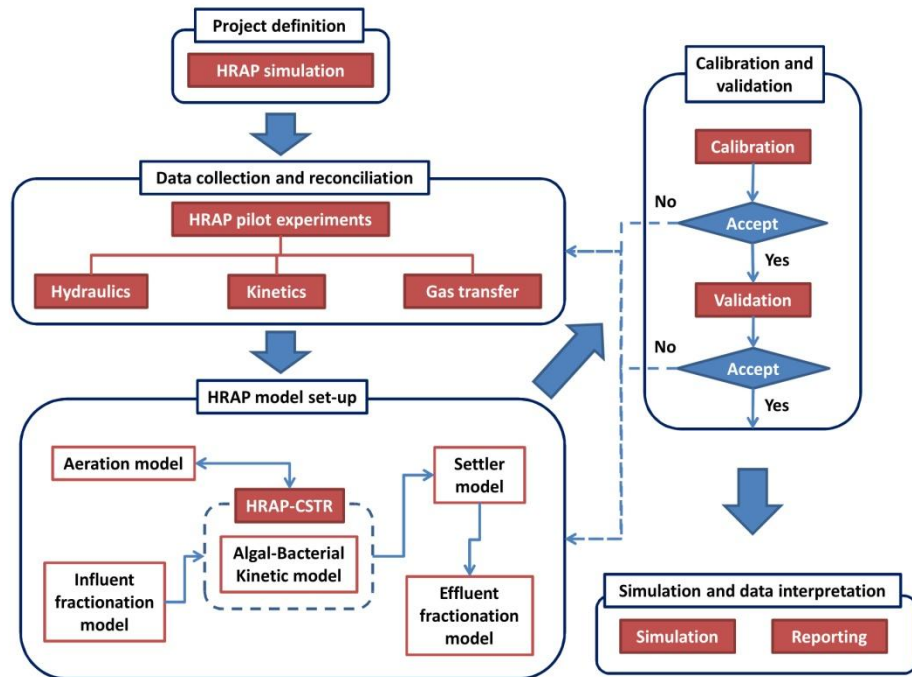 Project definition
HRAP simulation
Data collection and reconciliation
HRAP pilot experiments
Hydraulics
Kinetics
Gas transfer
HRAP model set-up
Aeration model
HRAP-CSTR
Algal-Bacterial
Kinetic model
Influent
fractionation
model
Settler
model
Effluent
fractionation
model
Calibration and
validation
Calibration
No
Accept
Yes
Validation
No
Accept
Yes
Simulation and data interpretation
Simulation
Reporting